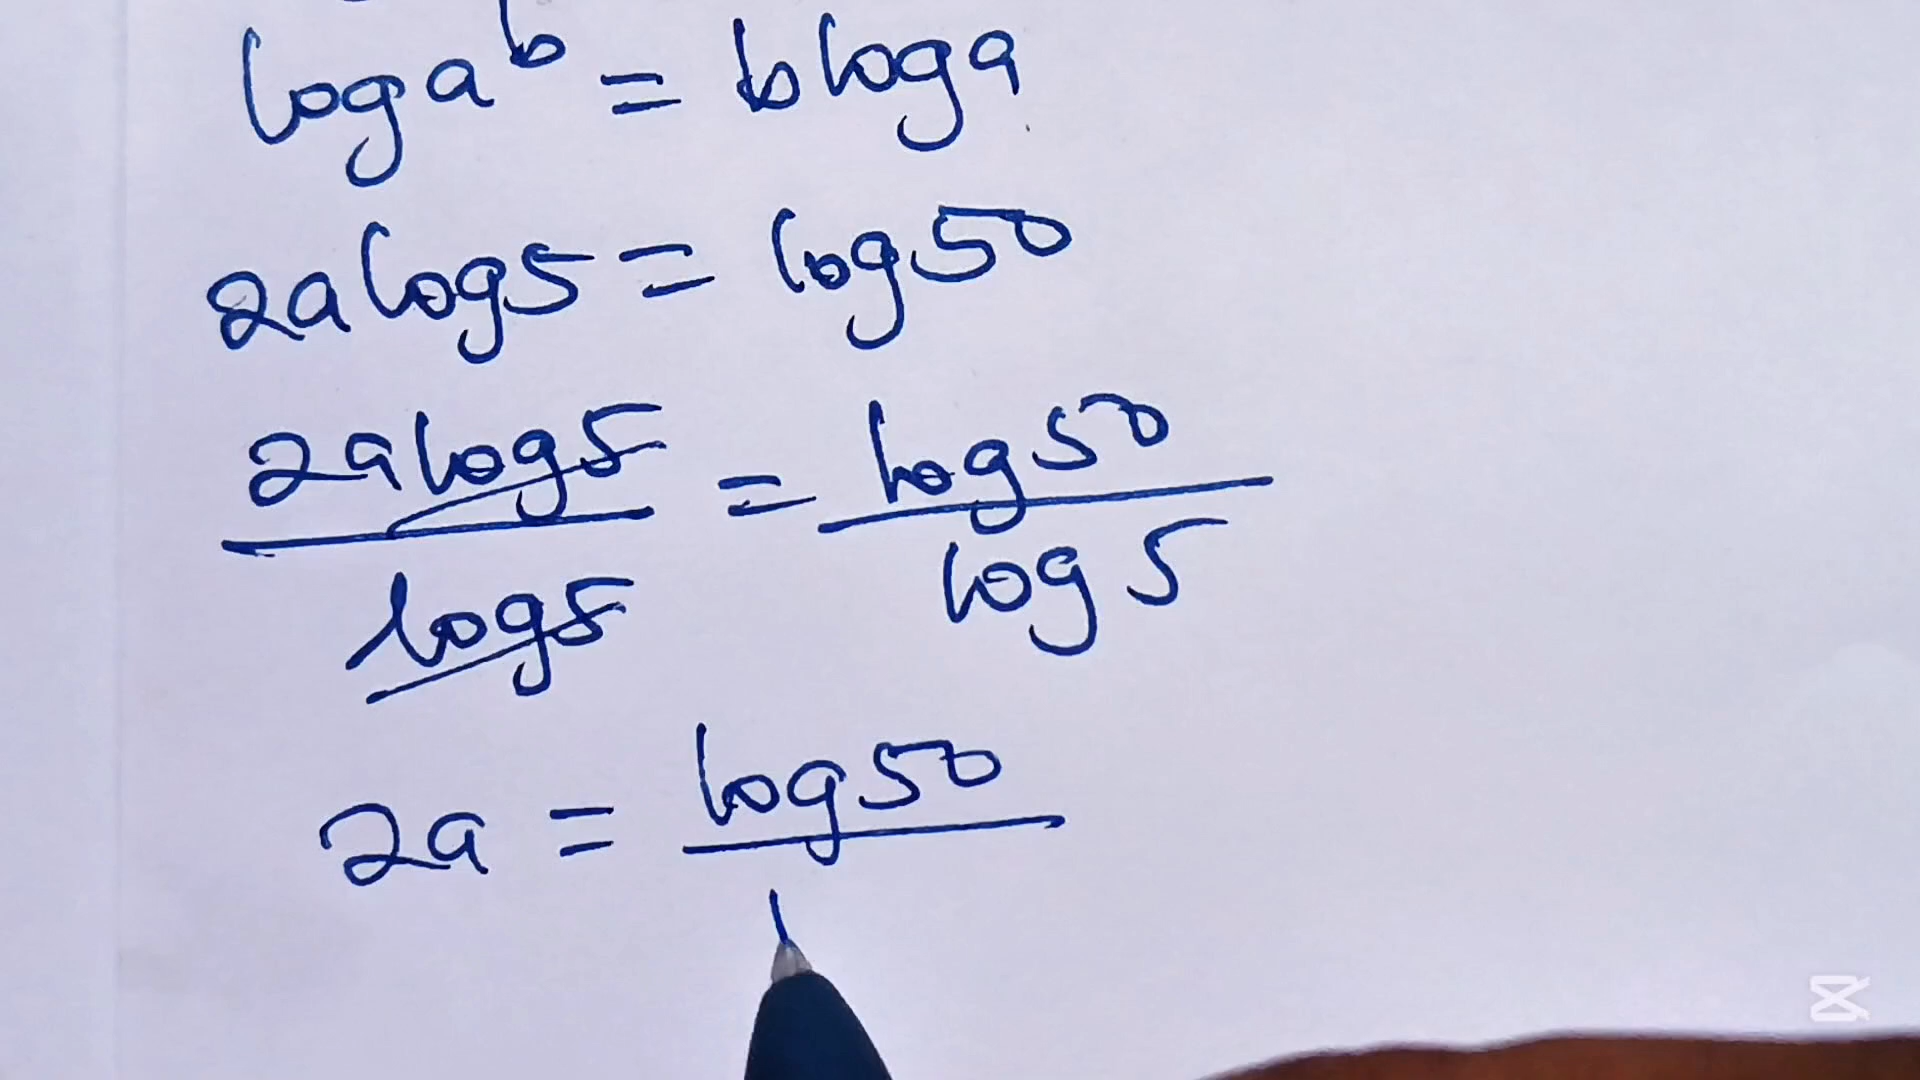 log a^b = b log a
2a log 5 = log 50
2a log 5 / log 5 = log 50 / log 5
2a = log 50 /